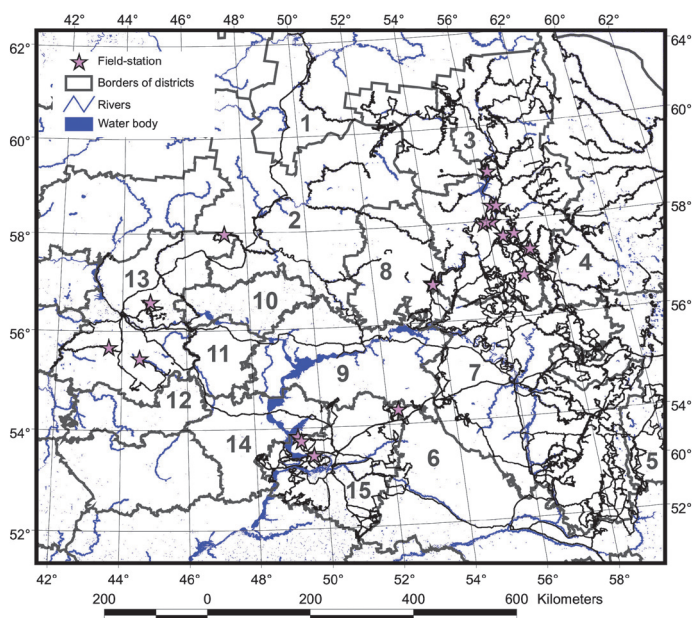 42° 44° 46° 48° 50° 52° 54° 56° 58° 60° 62°
62° 64°
Field-station
Borders of districts
Rivers
Water body
1
60° 3 60°
2
58° 58°
13 8 4
10 56°
56°
11 9 7
12 54°
54° 14 6 60° 5
15
52° 52°
42° 44° 46° 48° 50° 52° 54° 56° 58°
200 0 200 400 600 Kilometers